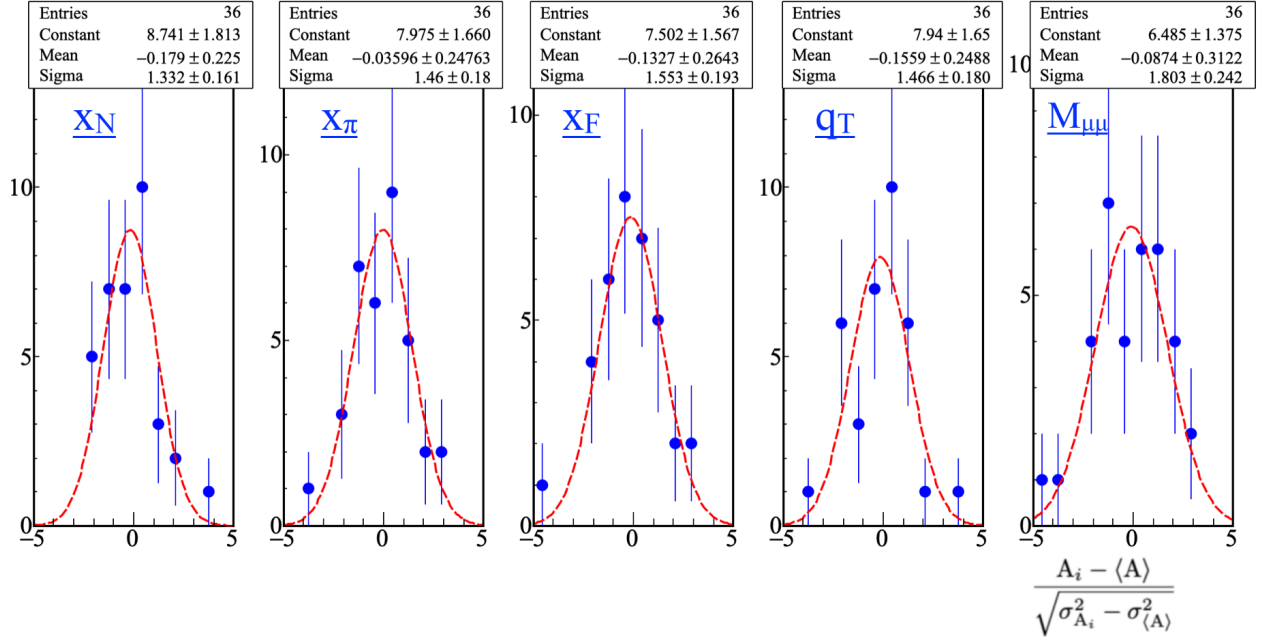 Entries 36
Constant 8.741 ± 1.813
Mean −0.179 ± 0.225
Sigma 1.332 ± 0.161
Entries 36
Constant 7.975 ± 1.660
Mean −0.03596 ± 0.24763
Sigma 1.46 ± 0.18
Entries 36
Constant 7.502 ± 1.567
Mean −0.1327 ± 0.2643
Sigma 1.553 ± 0.193
Entries 36
Constant 7.94 ± 1.65
Mean −0.1559 ± 0.2488
Sigma 1.466 ± 0.180
Entries 36
Constant 6.485 ± 1.375
Mean −0.0874 ± 0.3122
Sigma 1.803 ± 0.242
x_N
10
5
0
−5 0 5
x_π
10
5
0
−5 0 5
x_F
10
5
0
−5 0 5
q_T
10
5
0
−5 0 5
M_μμ
10
5
0
−5 0 5
A_i − ⟨A⟩
√σ²_{A_i} − σ²_{⟨A⟩}